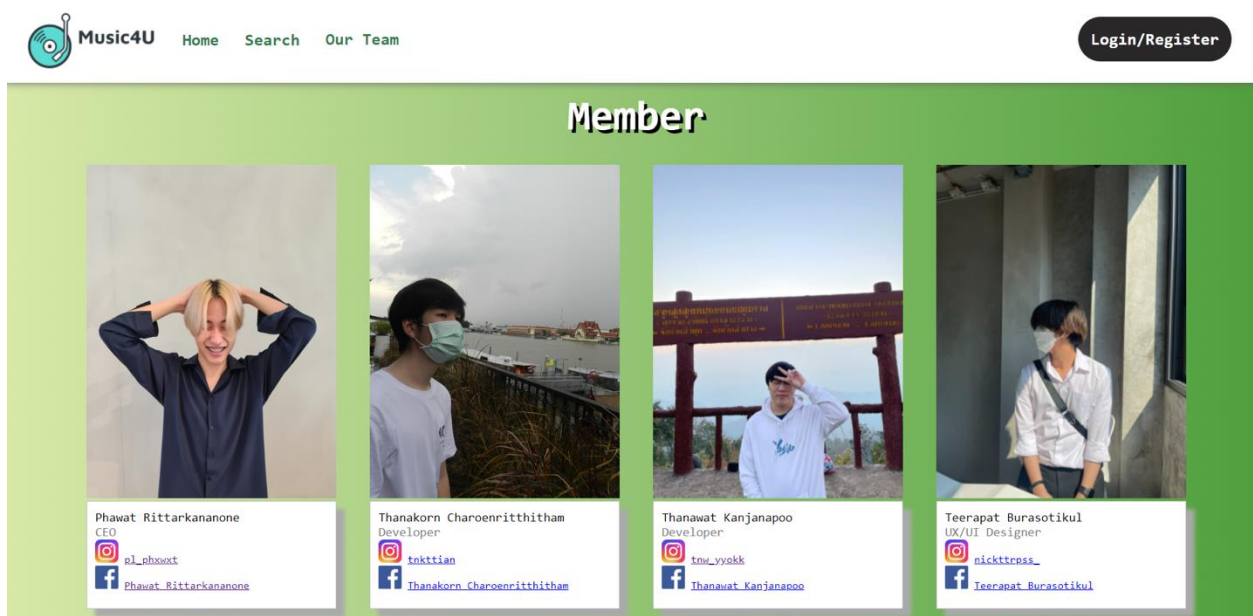 Music4U Home Search Our Team Login/Register
Member
Phawat Rittarkananone
CEO
pl_phxwxt
Phawat Rittarkananone
Thanakorn Charoenritthitham
Developer
tnkttian
Thanakorn Charoenritthitham
Thanawat Kanjanapoo
Developer
tnw_yyokk
Thanawat Kanjanapoo
Teerapat Burasotikul
UX/UI Designer
nickttrpss_
Teerapat Burasotikul